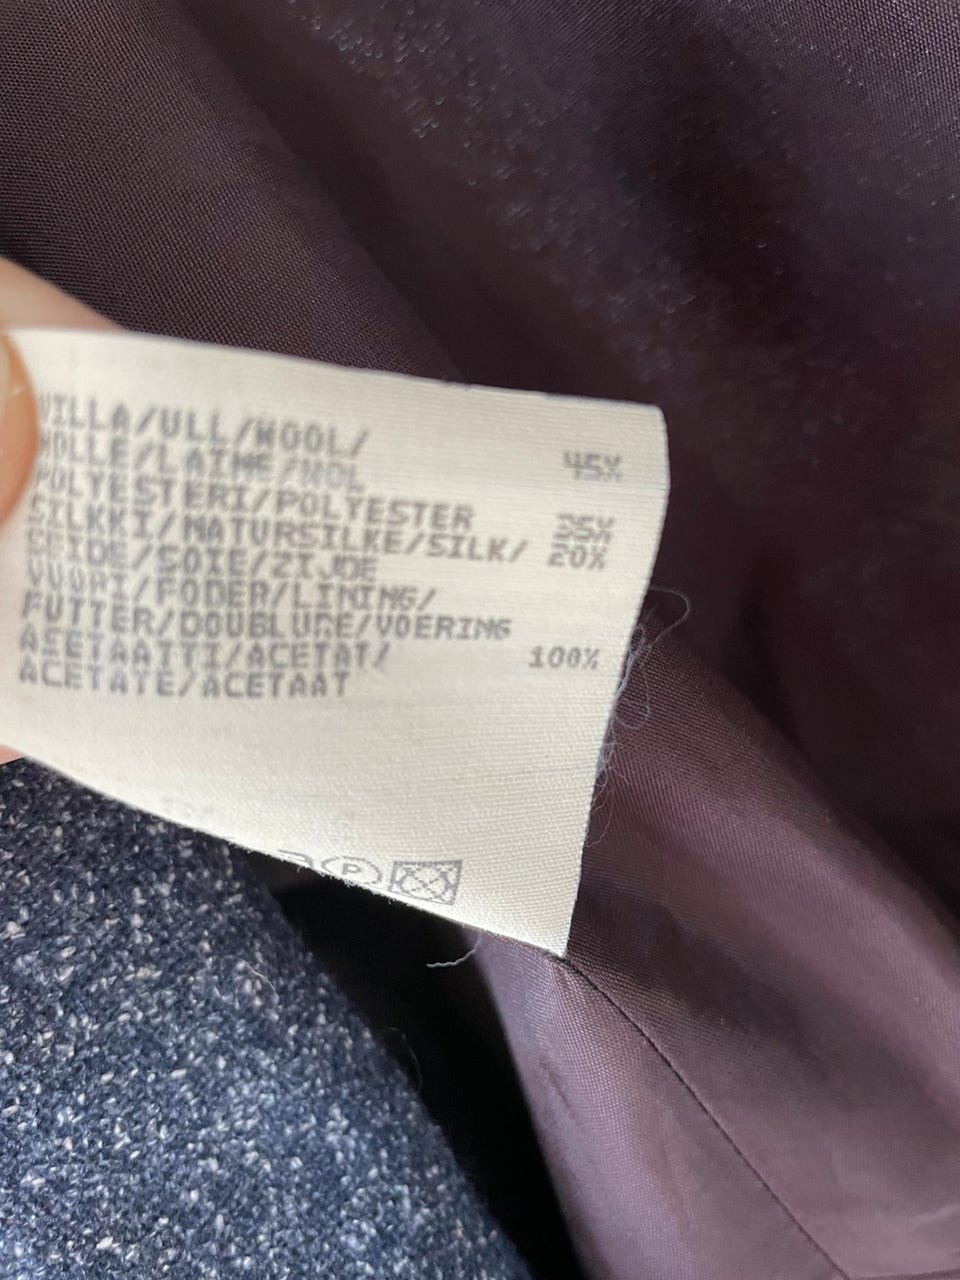 VILLA/ULL/WOOL/
WOLLE/LAINE/WOL 45%
POLYESTERI/POLYESTER 35%
SILKKI/NATURSILKE/SILK/ 20%
SEIDE/SOIE/ZIJDE
VUORI/FODER/LINING/
FUTTER/DOUBLURE/VOERING
ASETAATTI/ACETAT/ 100%
ACETATE/ACETAAT
P